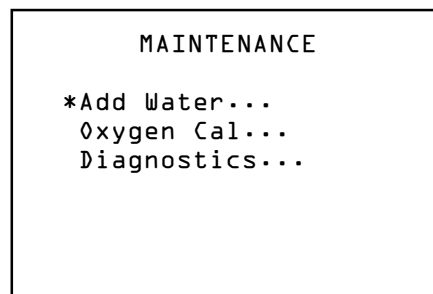 MAINTENANCE
*Add Water...
Oxygen Cal...
Diagnostics...